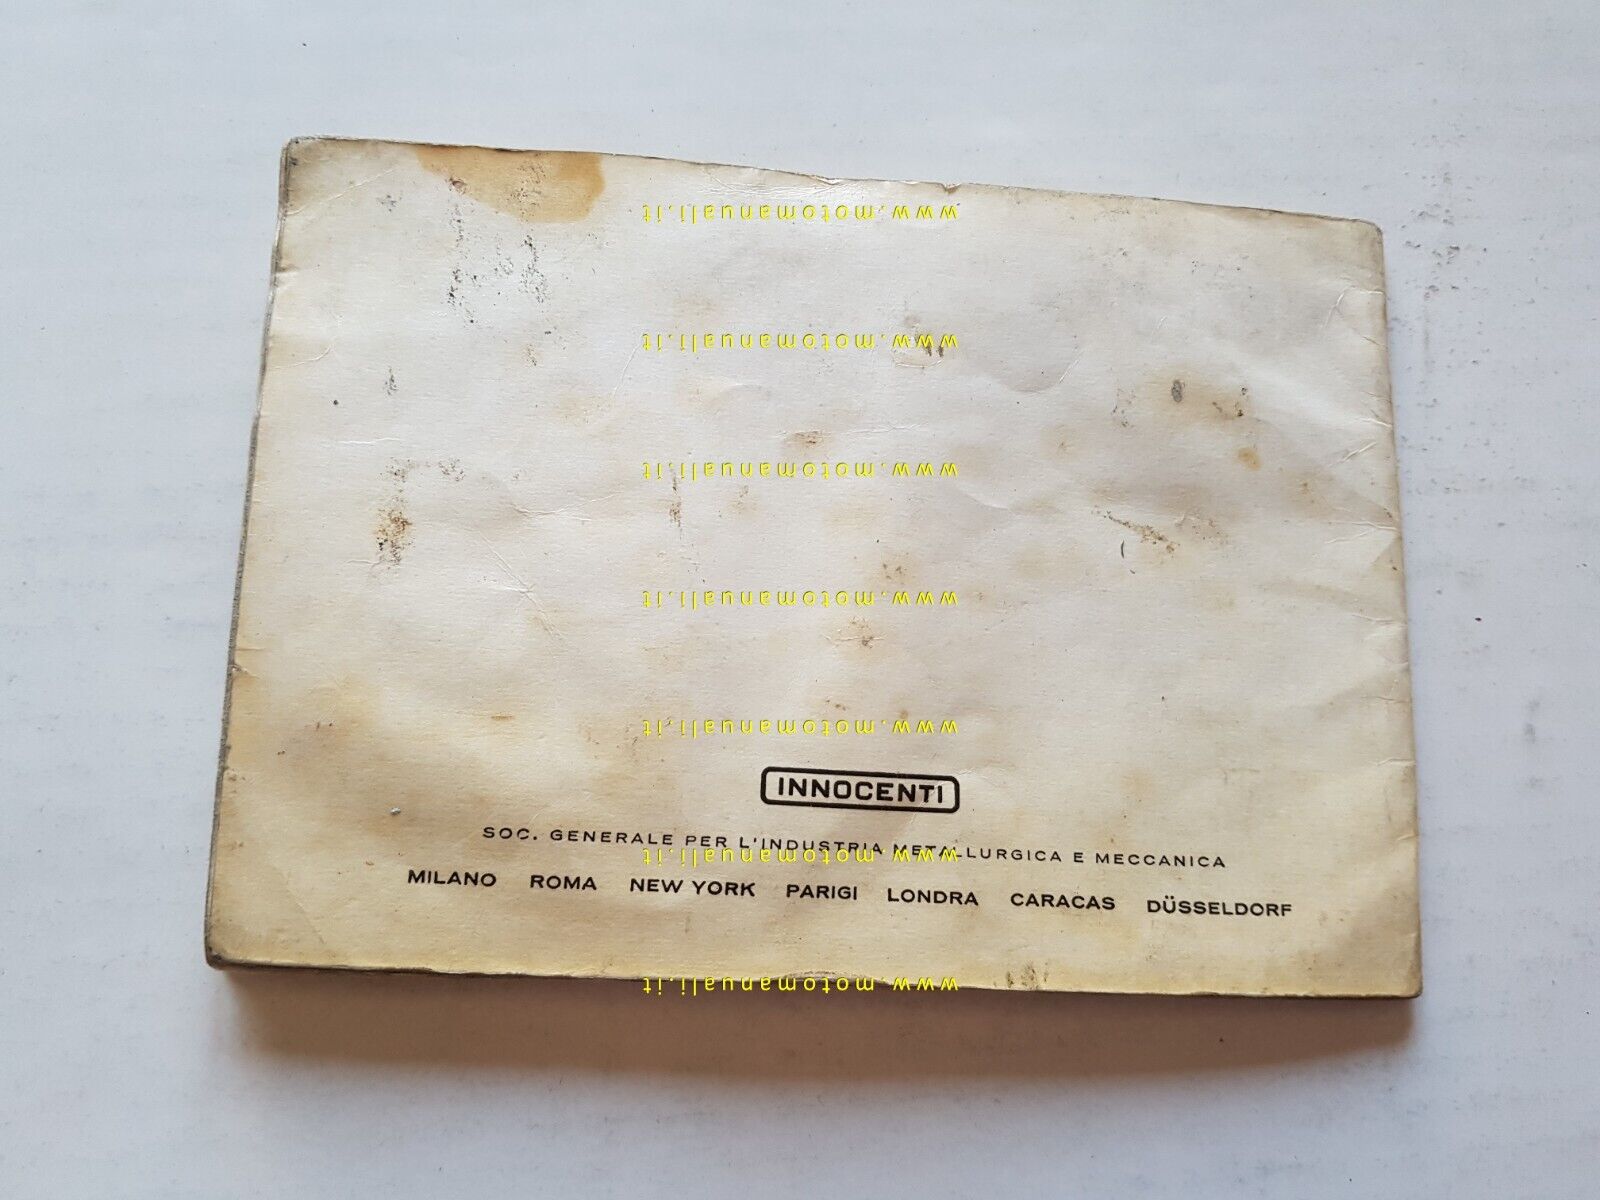 www.motomanuali.it
www.motomanuali.it
www.motomanuali.it
www.motomanuali.it
www.motomanuali.it
INNOCENTI
SOC. GENERALE PER L'INDUSTRIA METALLURGICA E MECCANICA
www.motomanuali.it
MILANO ROMA NEW YORK PARIGI LONDRA CARACAS DÜSSELDORF
www.motomanuali.it